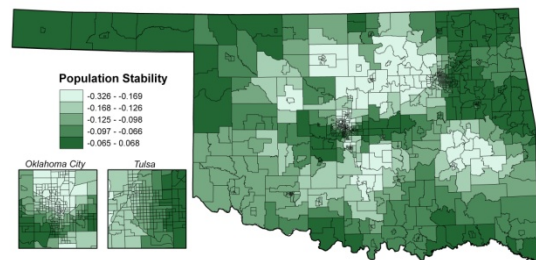 Population Stability
-0.326 - -0.169
-0.168 - -0.126
-0.125 - -0.098
-0.097 - -0.066
-0.065 - 0.068
Oklahoma City
Tulsa